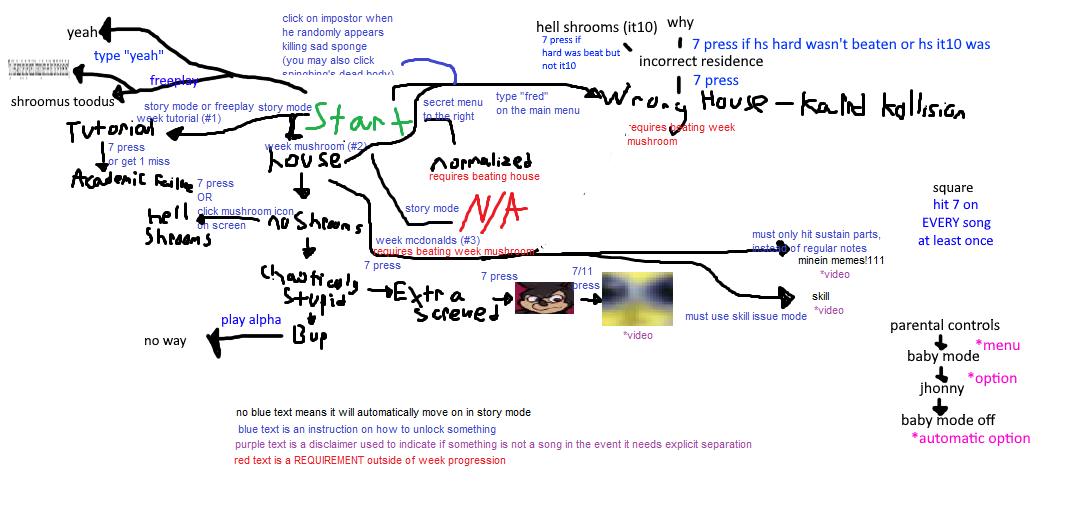 yeah
type "yeah"
freeplay
shroomus toodus
click on impostor when
he randomly appears
killing sad sponge
(you may also click
spingbing's dead body)
hell shrooms (it10)
7 press if
hard was beat but
not it10
why
7 press if hs hard wasn't beaten or hs it10 was
incorrect residence
7 press
Wrong House - Kalid Kollision
requires beating week
mushroom
type "fred"
on the main menu
secret menu
to the right
Start
story mode or freeplay
week tutorial (#1)
story mode
Tutorial
7 press
or get 1 miss
Academic Failure
week mushroom (#2)
house
normalized
requires beating house
7 press
OR
click mushroom icon
on screen
Hell
Shrooms
no Shrooms
story mode
N/A
week mcdonalds (#3)
requires beating week mushroom
square
hit 7 on
EVERY song
at least once
must only hit sustain parts,
instead of regular notes
minein memes!111
*video
skill
*video
must use skill issue mode
Chaotically
Stupid
7 press
Extra
Screwed
7 press
7/11
press
*video
Bup
play alpha
no way
parental controls
*menu
baby mode
*option
jhonny
baby mode off
*automatic option
no blue text means it will automatically move on in story mode
blue text is an instruction on how to unlock something
purple text is a disclaimer used to indicate if something is not a song in the event it needs explicit separation
red text is a REQUIREMENT outside of week progression